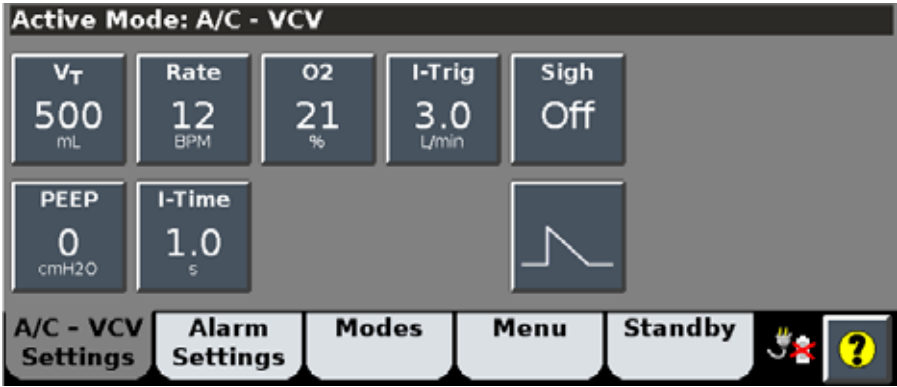 Active Mode: A/C - VCV
VT Rate O2 I-Trig Sigh
500 12 21 3.0 Off
mL BPM % L/min
PEEP I-Time
0 1.0
cmH2O s
A/C - VCV Alarm Modes Menu Standby
Settings Settings
?